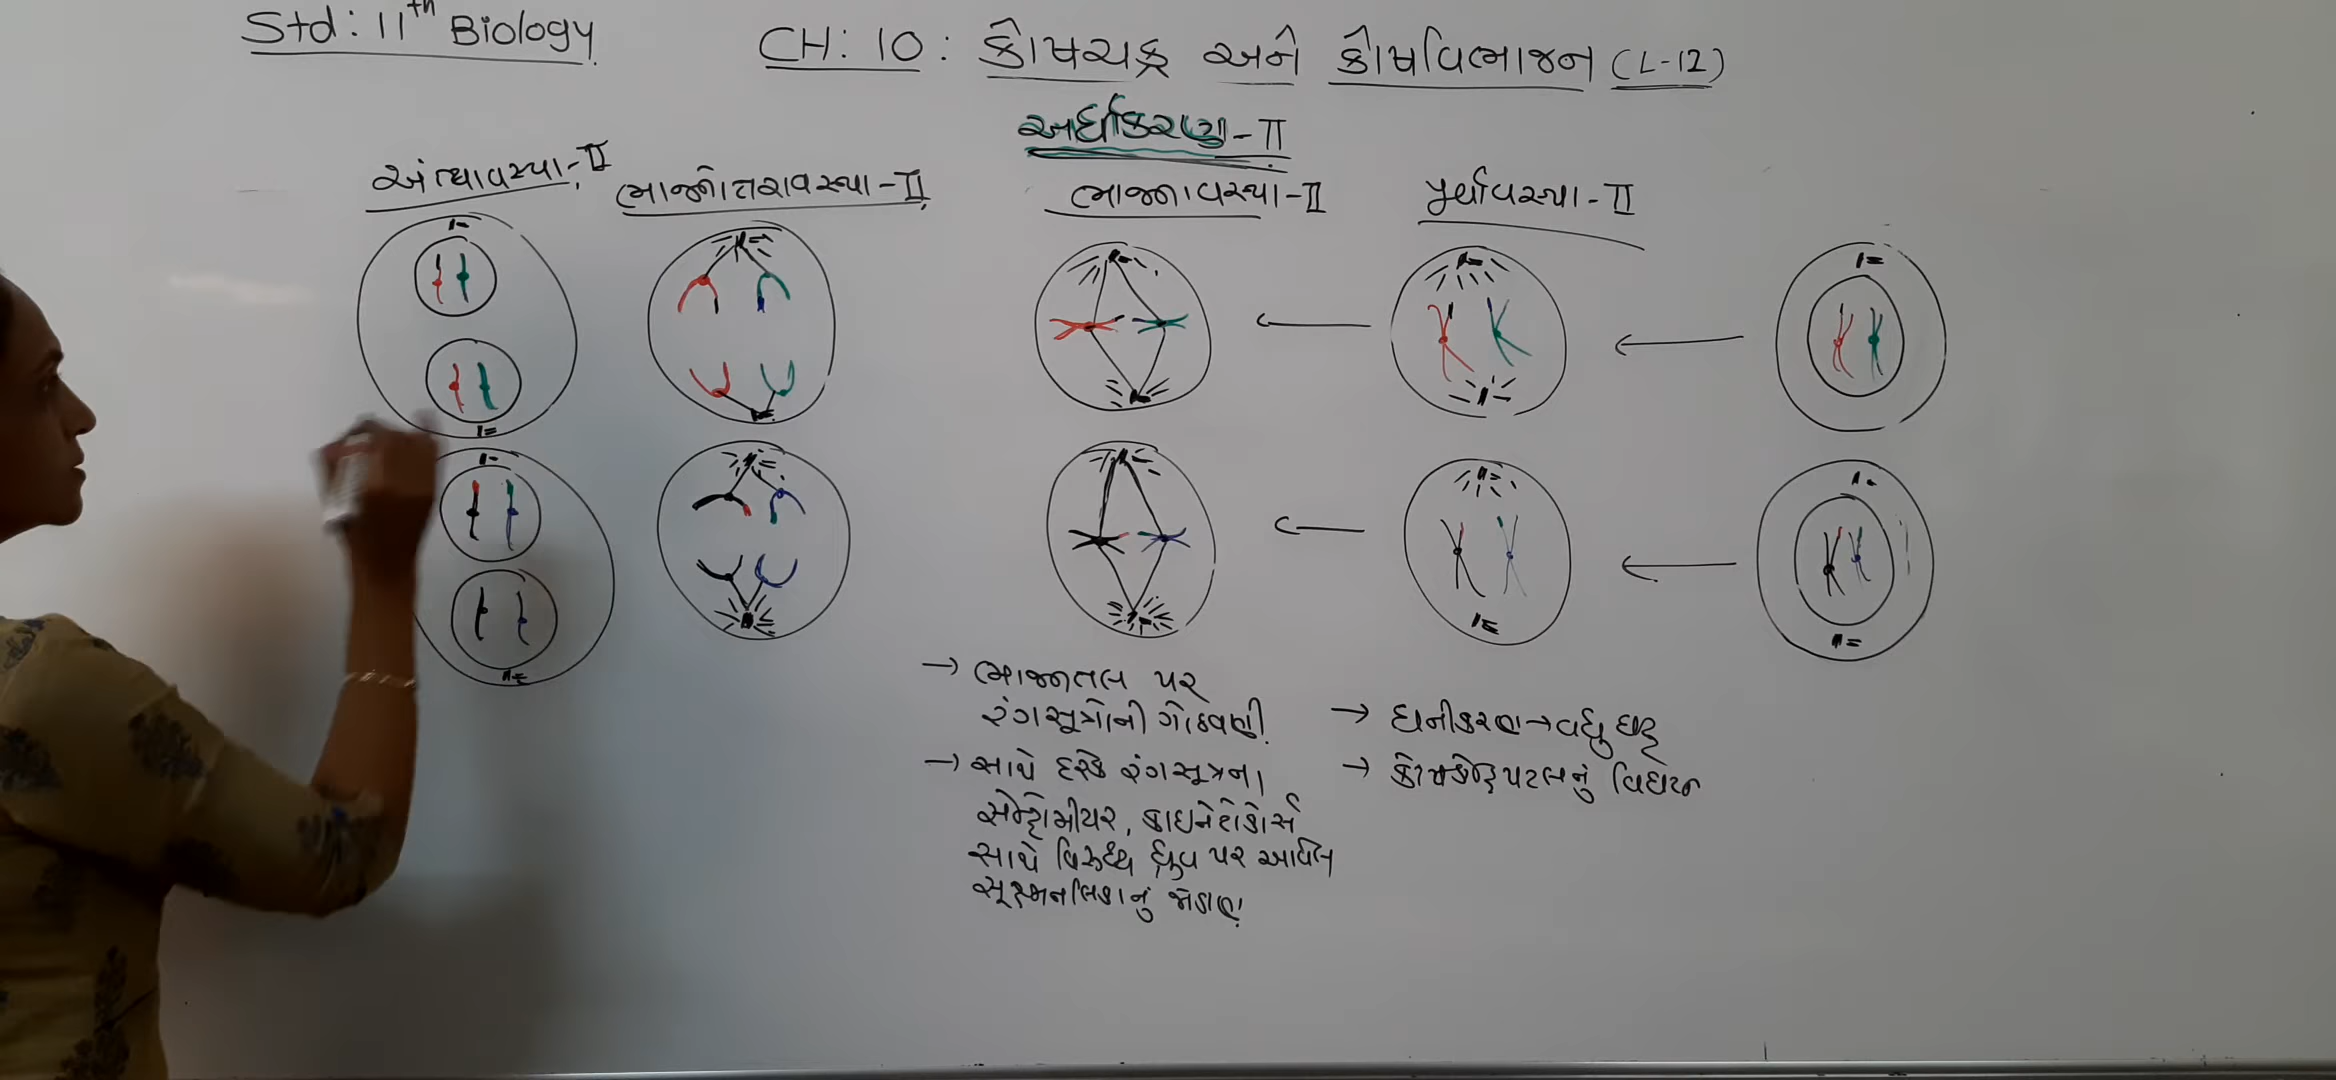 Std: 11th Biology
CH: 10: કોષચક્ર અને કોષવિભાજન (L-12)
અર્ધીકરણ-II
અંત્યાવસ્થા-II
ભાજનોત્તરાવસ્થા-II
ભાજનાવસ્થા-II
પૂર્વાવસ્થા-II
→ ભાજનતલ પર
રંગસૂત્રોની ગોઠવણી.
→ સાથે દરેક રંગસૂત્રના
સેન્ટ્રોમીયર, કાઇનેટોકોર્સ
સાથે વિરુધ્ધ ધ્રુવ પર આવેલ
સૂક્ષ્મનલિકાનું જોડાણ.
→ ઘનીકરણ → વધુ ઘટ્ટ
→ કોષકેન્દ્રપટલનું વિઘટન